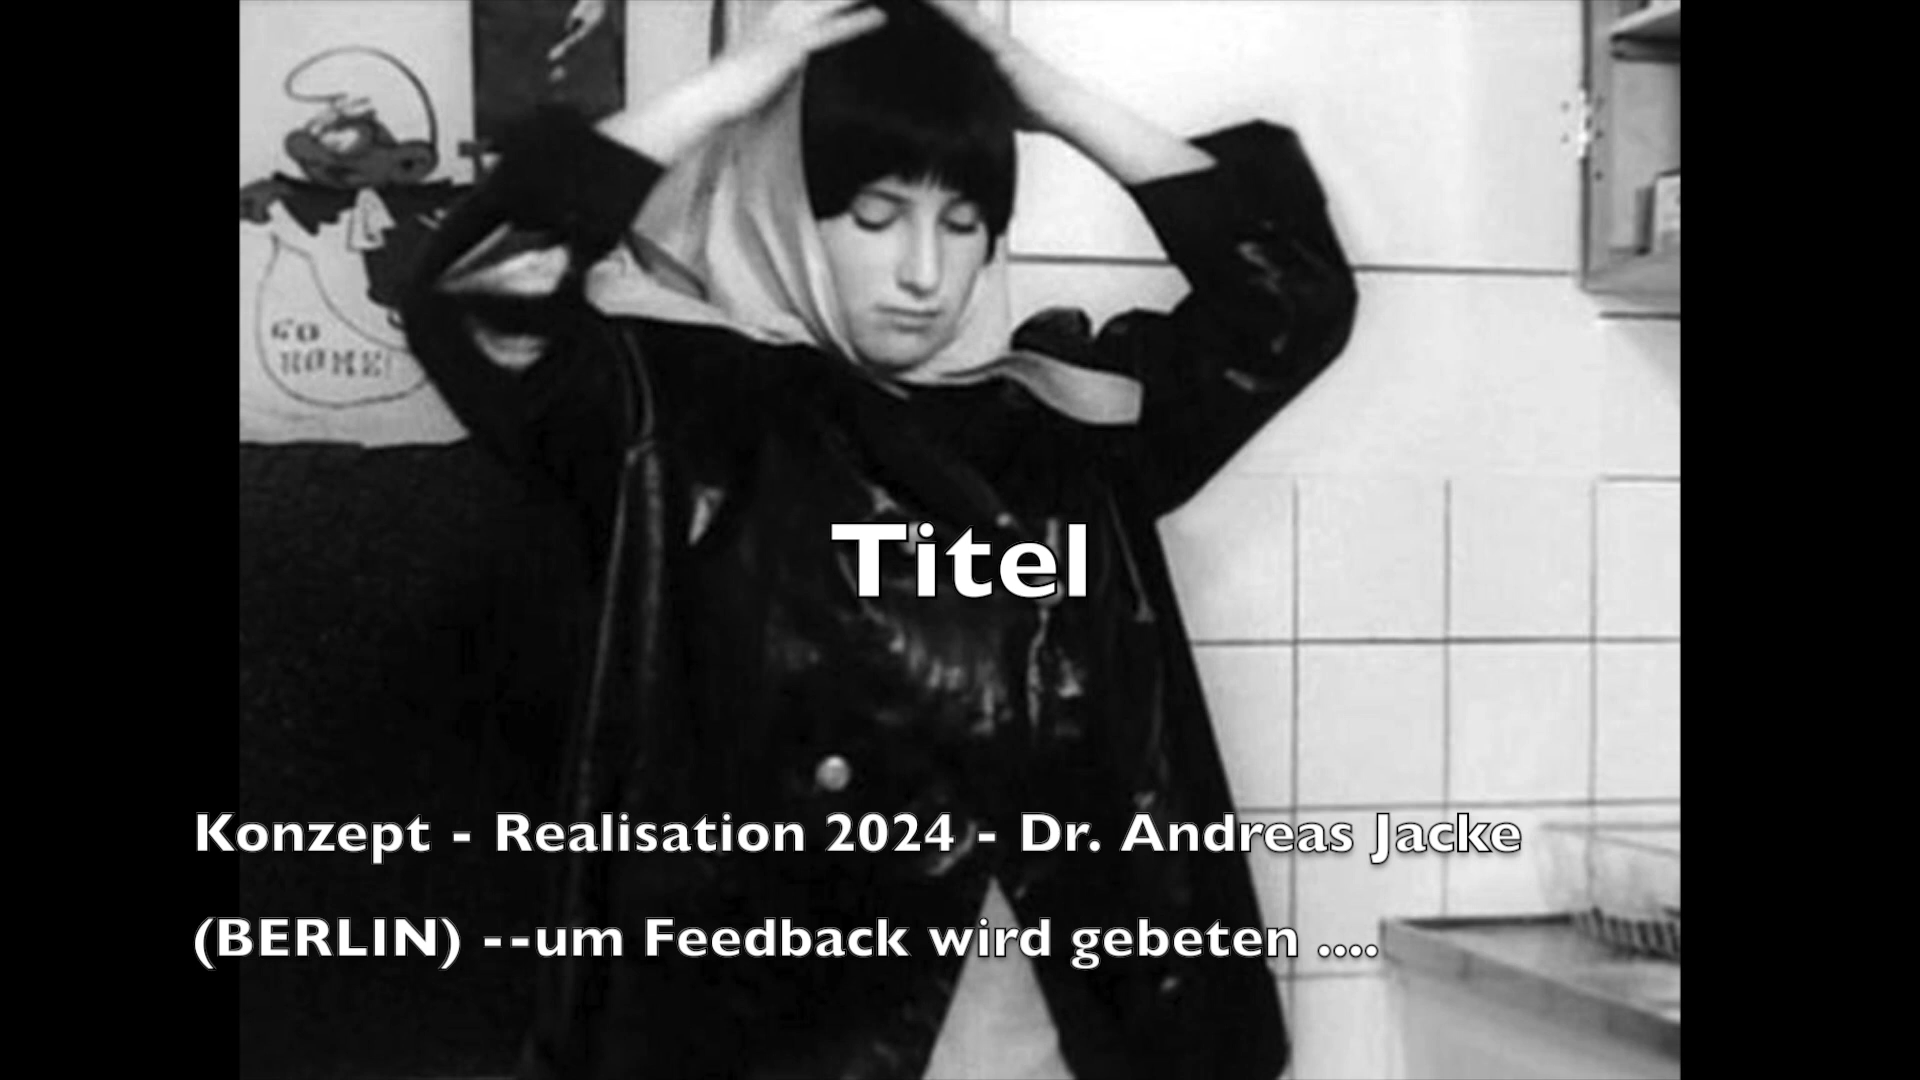 GO
HOME!
Titel
Konzept - Realisation 2024 - Dr. Andreas Jacke
(BERLIN) --um Feedback wird gebeten ....